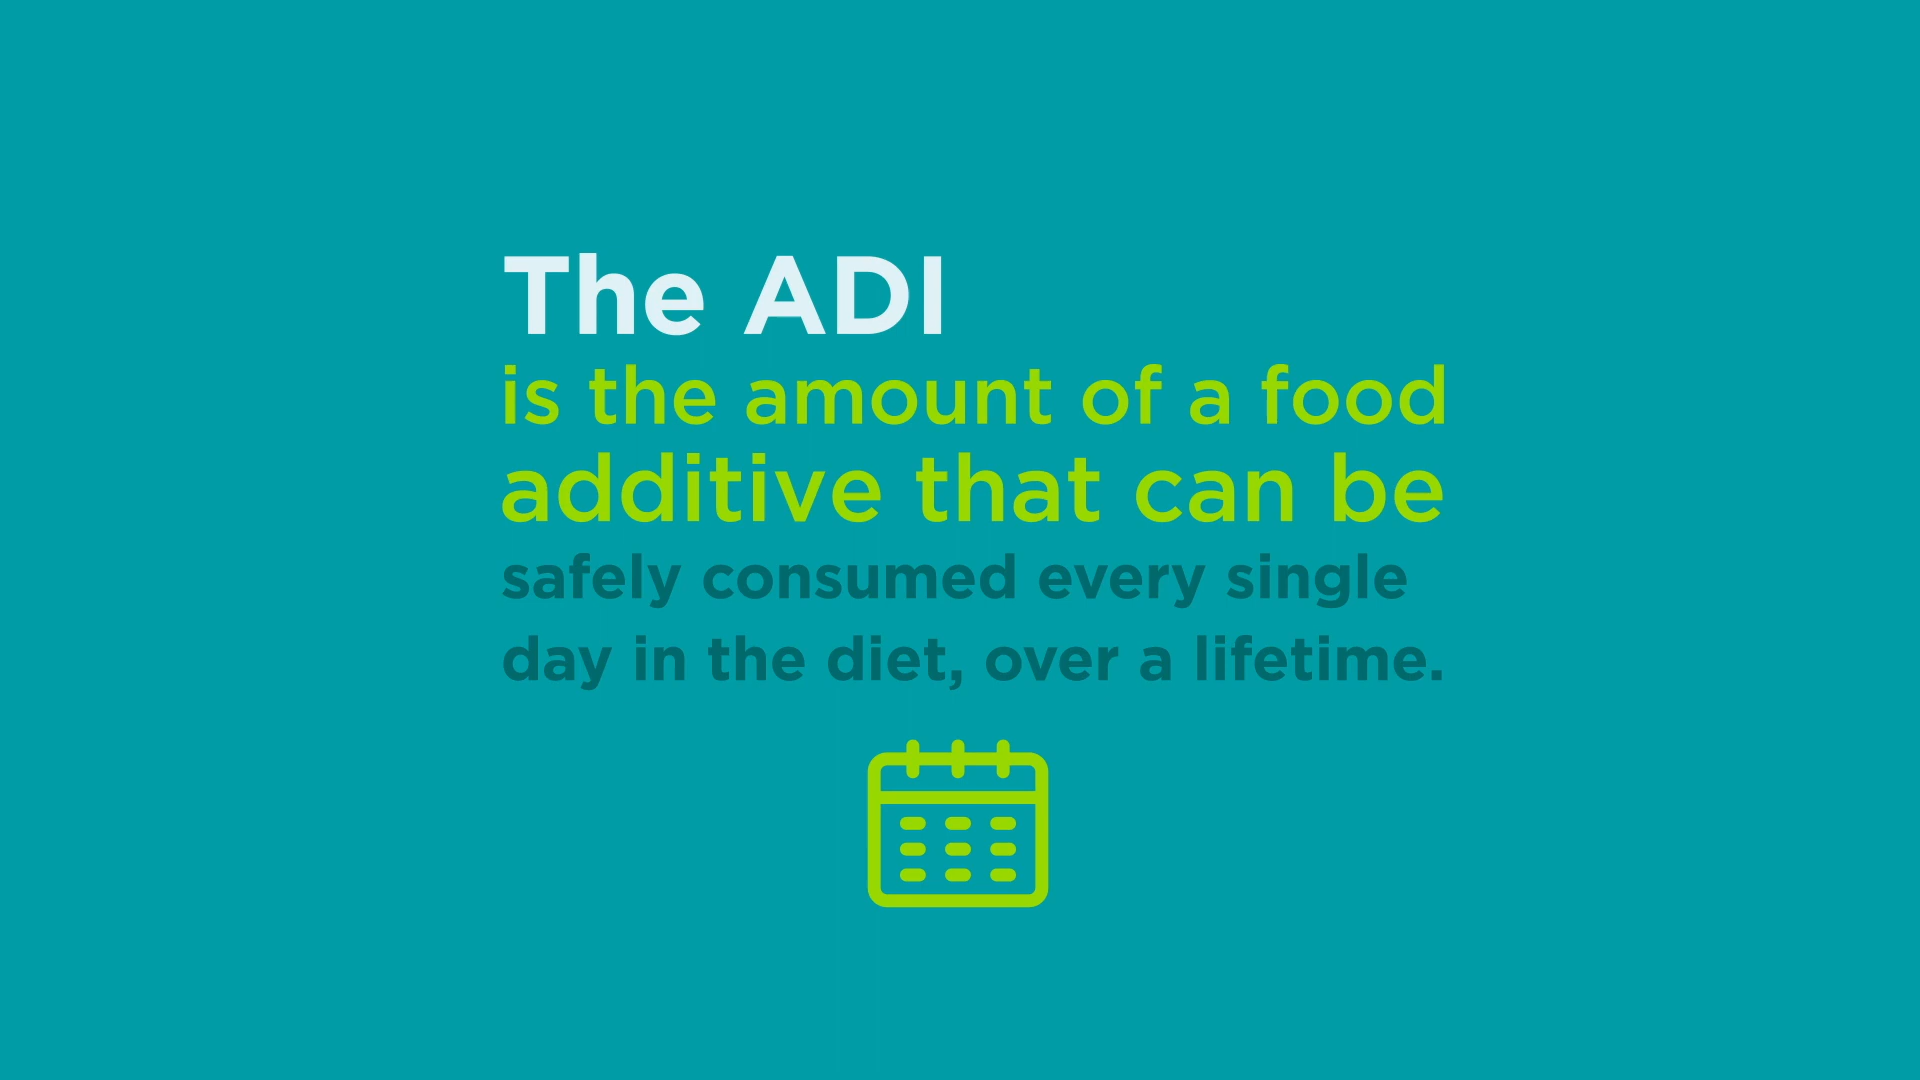 The ADI
is the amount of a food
additive that can be
safely consumed every single
day in the diet, over a lifetime.